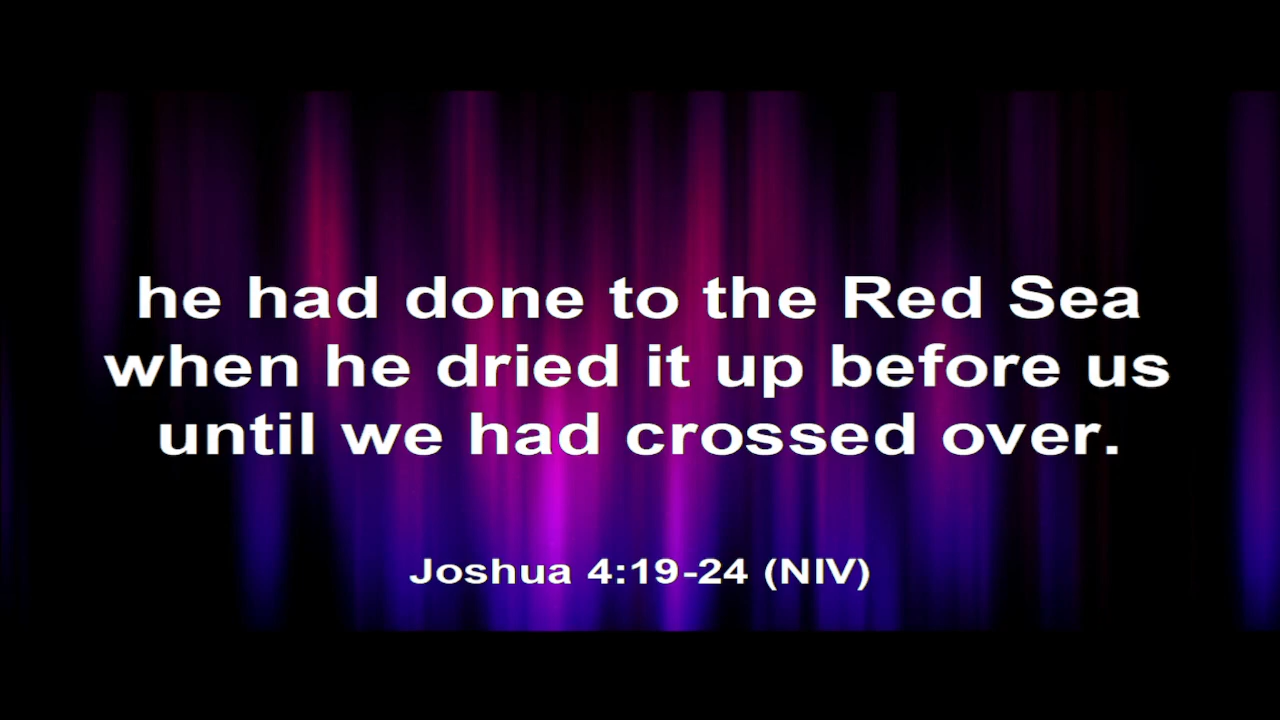 he had done to the Red Sea
when he dried it up before us
until we had crossed over.
Joshua 4:19-24 (NIV)